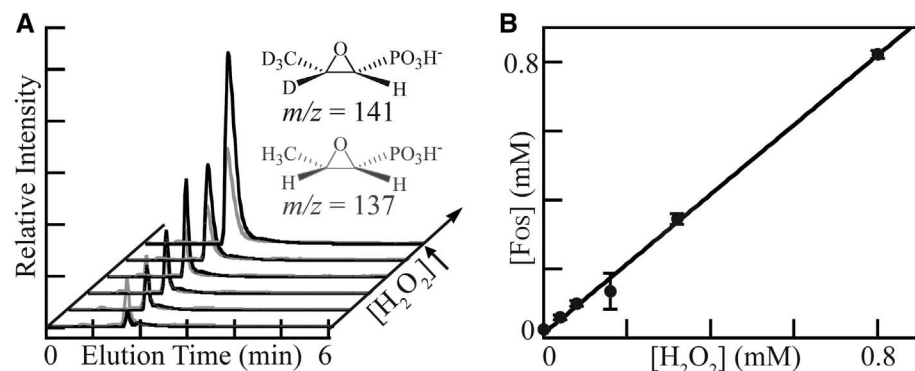 A
Relative Intensity
D₃C
O
PO₃H⁻
D
H
m/z = 141
H₃C
O
PO₃H⁻
H
H
m/z = 137
[H₂O₂]
0
Elution Time (min)
6
B
0.8
[Fos] (mM)
0
0
[H₂O₂] (mM)
0.8